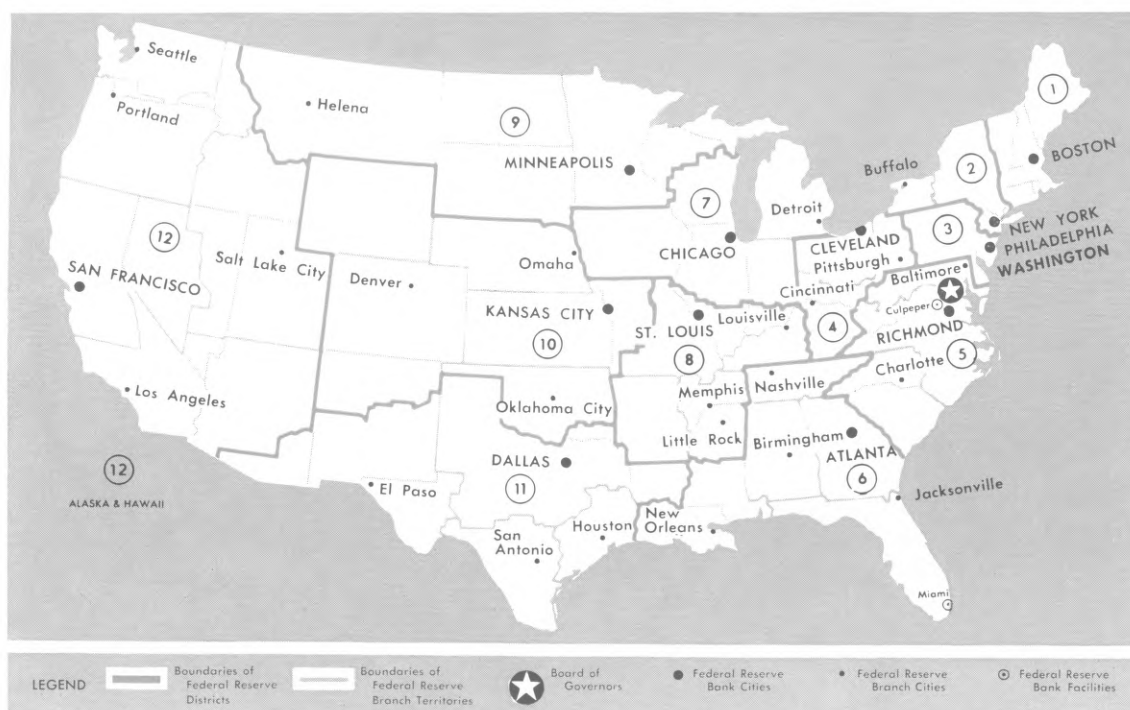 Seattle
Portland
Helena
9
MINNEAPOLIS
1
BOSTON
Buffalo
2
7
Detroit
3
NEW YORK
PHILADELPHIA
WASHINGTON
12
SAN FRANCISCO
Salt Lake City
Denver
Omaha
CHICAGO
CLEVELAND
Pittsburgh
Baltimore
Cincinnati
Culpeper
KANSAS CITY
10
ST. LOUIS
8
Louisville
4
RICHMOND
Charlotte
5
Los Angeles
Oklahoma City
Memphis
Nashville
Little Rock
Birmingham
ATLANTA
6
12
ALASKA & HAWAII
DALLAS
11
El Paso
Jacksonville
San
Antonio
Houston
New
Orleans
Miami
LEGEND
Boundaries of
Federal Reserve
Districts
Boundaries of
Federal Reserve
Branch Territories
Board of
Governors
Federal Reserve
Bank Cities
Federal Reserve
Branch Cities
Federal Reserve
Bank Facilities